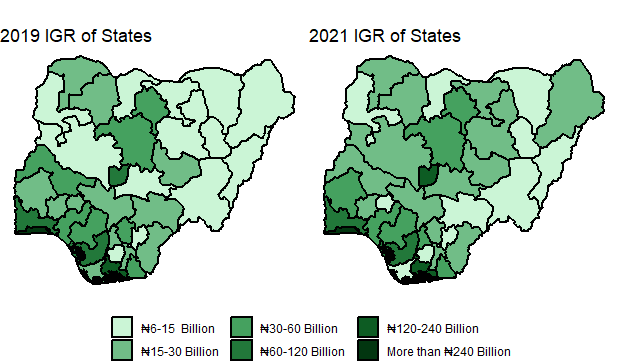 2019 IGR of States
2021 IGR of States
₦6-15 Billion
₦30-60 Billion
₦120-240 Billion
₦15-30 Billion
₦60-120 Billion
More than ₦240 Billion